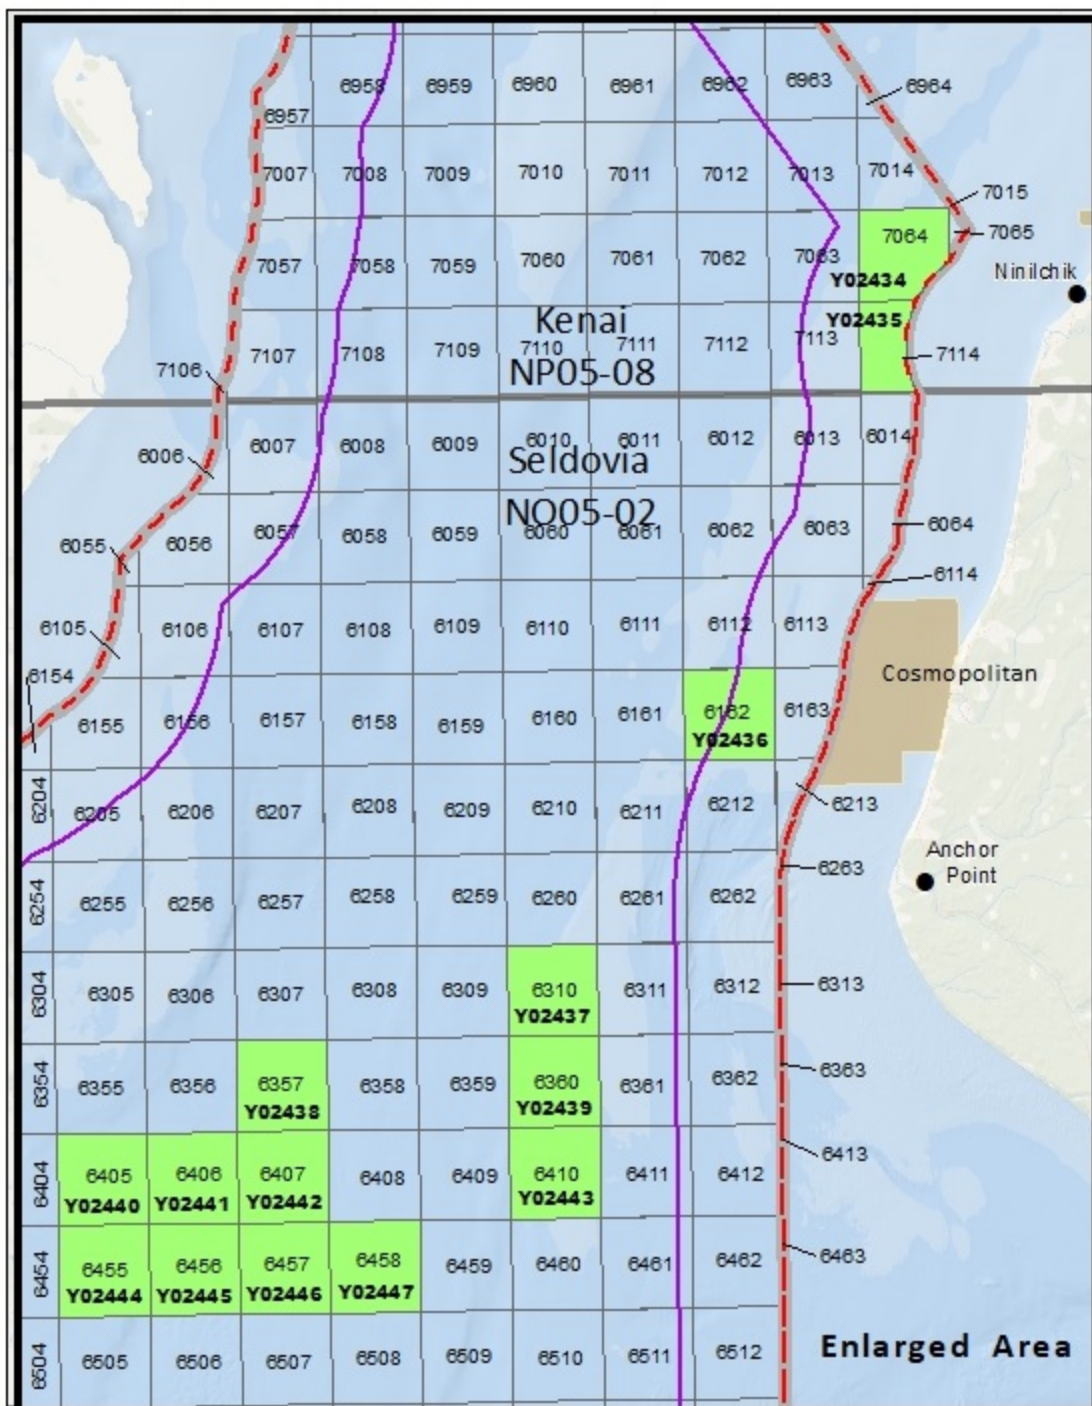 6958 6959 6960 6961 6962 6963 6964
6957
7007 7008 7009 7010 7011 7012 7013 7014
7015
7057 7058 7059 7060 7061 7062 7063 7064 7065
Ninilchik
Y02434
Kenai
Y02435
7107 7108 7109 7110 7111 7112 7113 7114
7106
NP05-08
6006 6007 6008 6009 6010 6011 6012 6013 6014
Seldovia
NO05-02
6055 6056 6057 6058 6059 6060 6061 6062 6063 6064
6114
6105 6106 6107 6108 6109 6110 6111 6112 6113
Cosmopolitan
6154 6155 6156 6157 6158 6159 6160 6161 6162 6163
Y02436
6204 6205 6206 6207 6208 6209 6210 6211 6212 6213
Anchor
Point
6254 6255 6256 6257 6258 6259 6260 6261 6262 6263
6304 6305 6306 6307 6308 6309 6310 6311 6312 6313
Y02437
6354 6355 6356 6357 6358 6359 6360 6361 6362 6363
Y02438 Y02439
6404 6405 6406 6407 6408 6409 6410 6411 6412 6413
Y02440 Y02441 Y02442 Y02443
6454 6455 6456 6457 6458 6459 6460 6461 6462 6463
Y02444 Y02445 Y02446 Y02447
6504 6505 6506 6507 6508 6509 6510 6511 6512
Enlarged Area